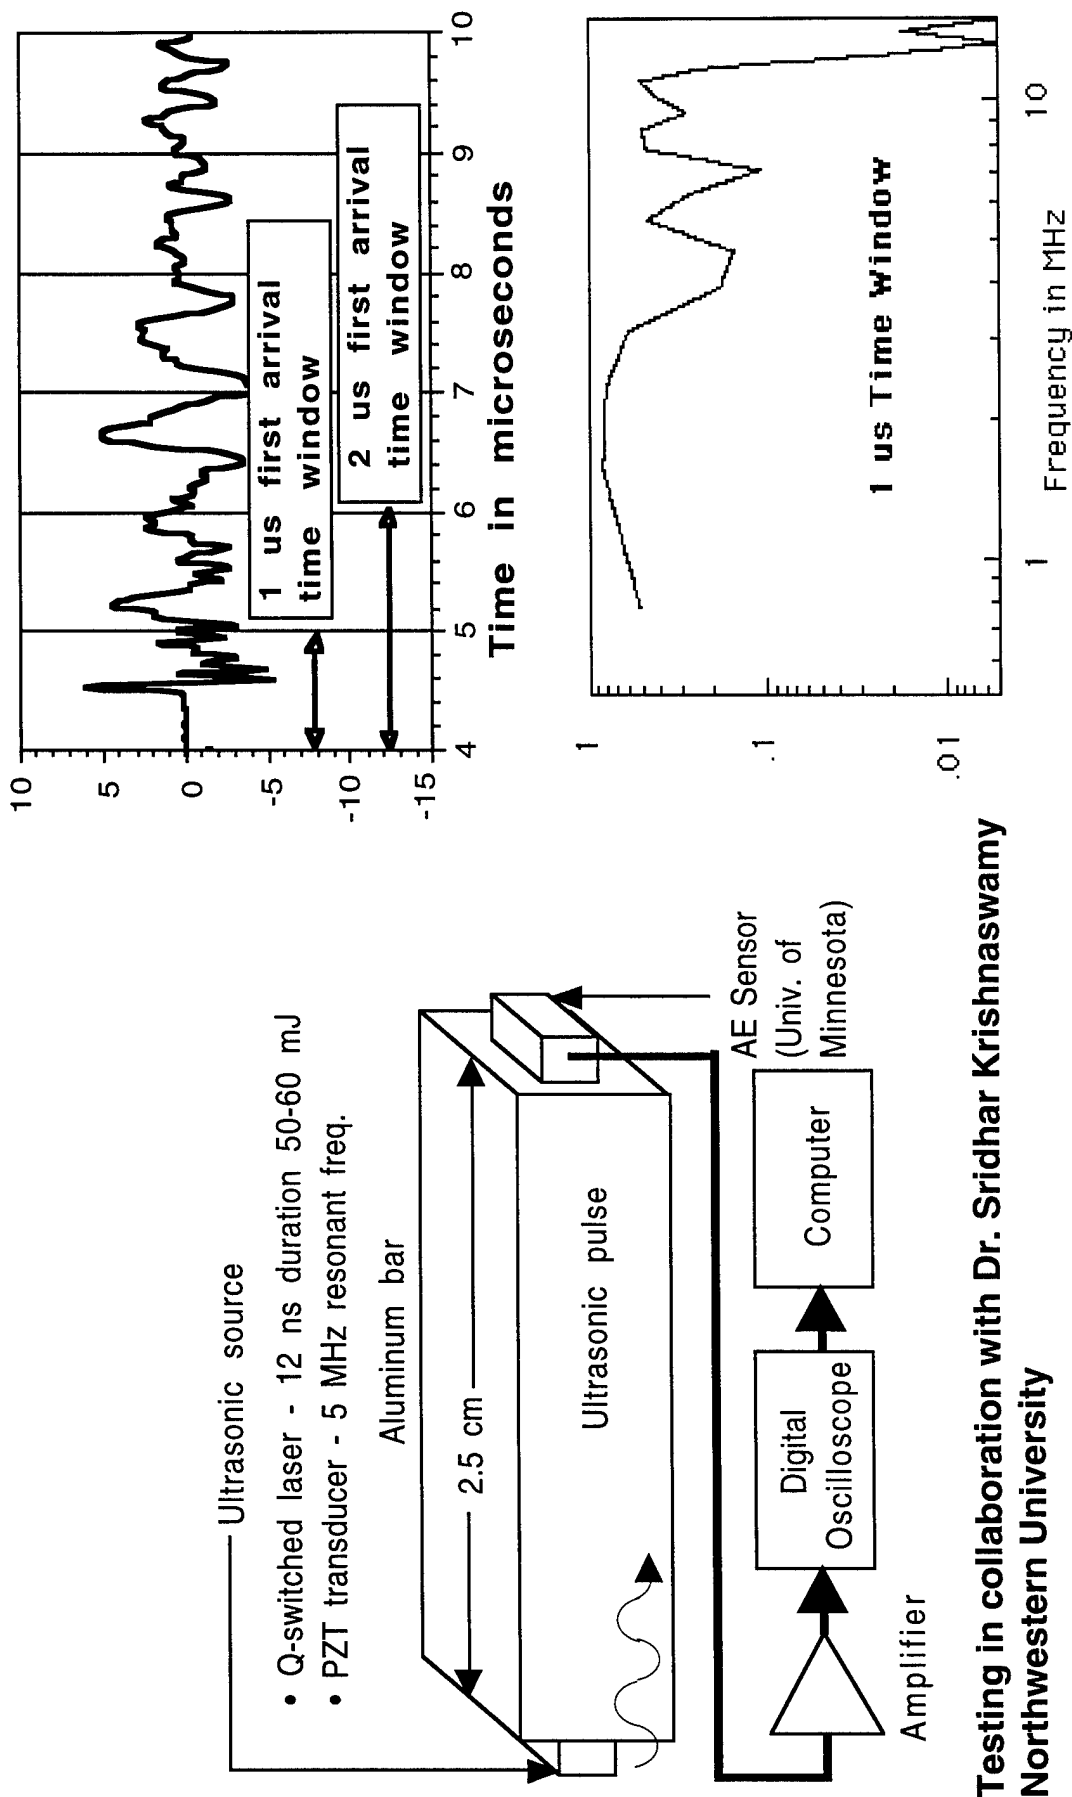 Ultrasonic source
• Q-switched laser - 12 ns duration 50-60 mJ
• PZT transducer - 5 MHz resonant freq.
Aluminum bar
2.5 cm
Ultrasonic pulse
AE Sensor
(Univ. of
Minnesota)
Amplifier
Digital
Oscilloscope
Computer
Testing in collaboration with Dr. Sridhar Krishnaswamy
Northwestern University
10
5
0
-5
-10
-15
1 us first arrival
time window
2 us first arrival
time window
4 5 6 7 8 9 10
Time in microseconds
1
.1
.01
1 us Time Window
1 10
Frequency in MHz